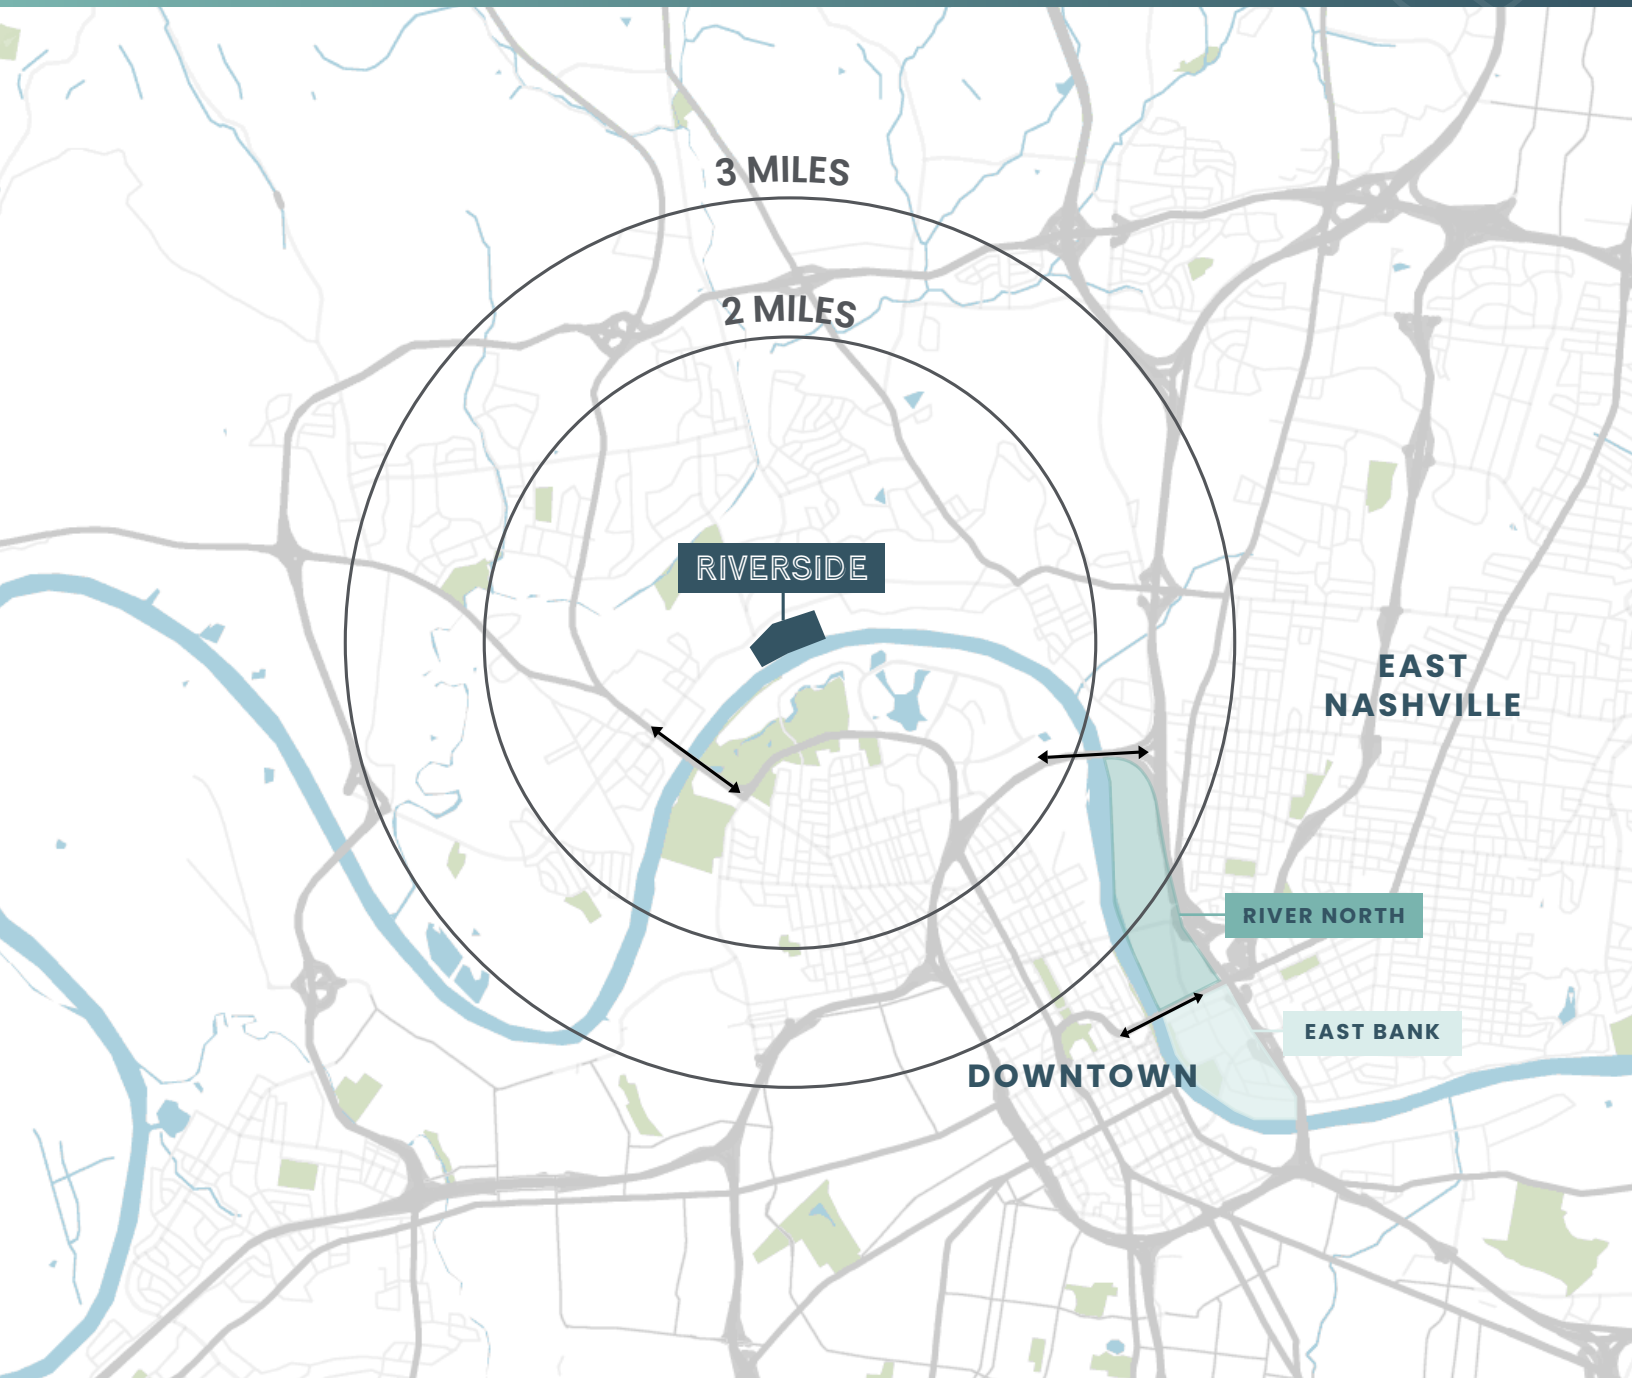 3 MILES
2 MILES
RIVERSIDE
EAST
NASHVILLE
RIVER NORTH
EAST BANK
DOWNTOWN